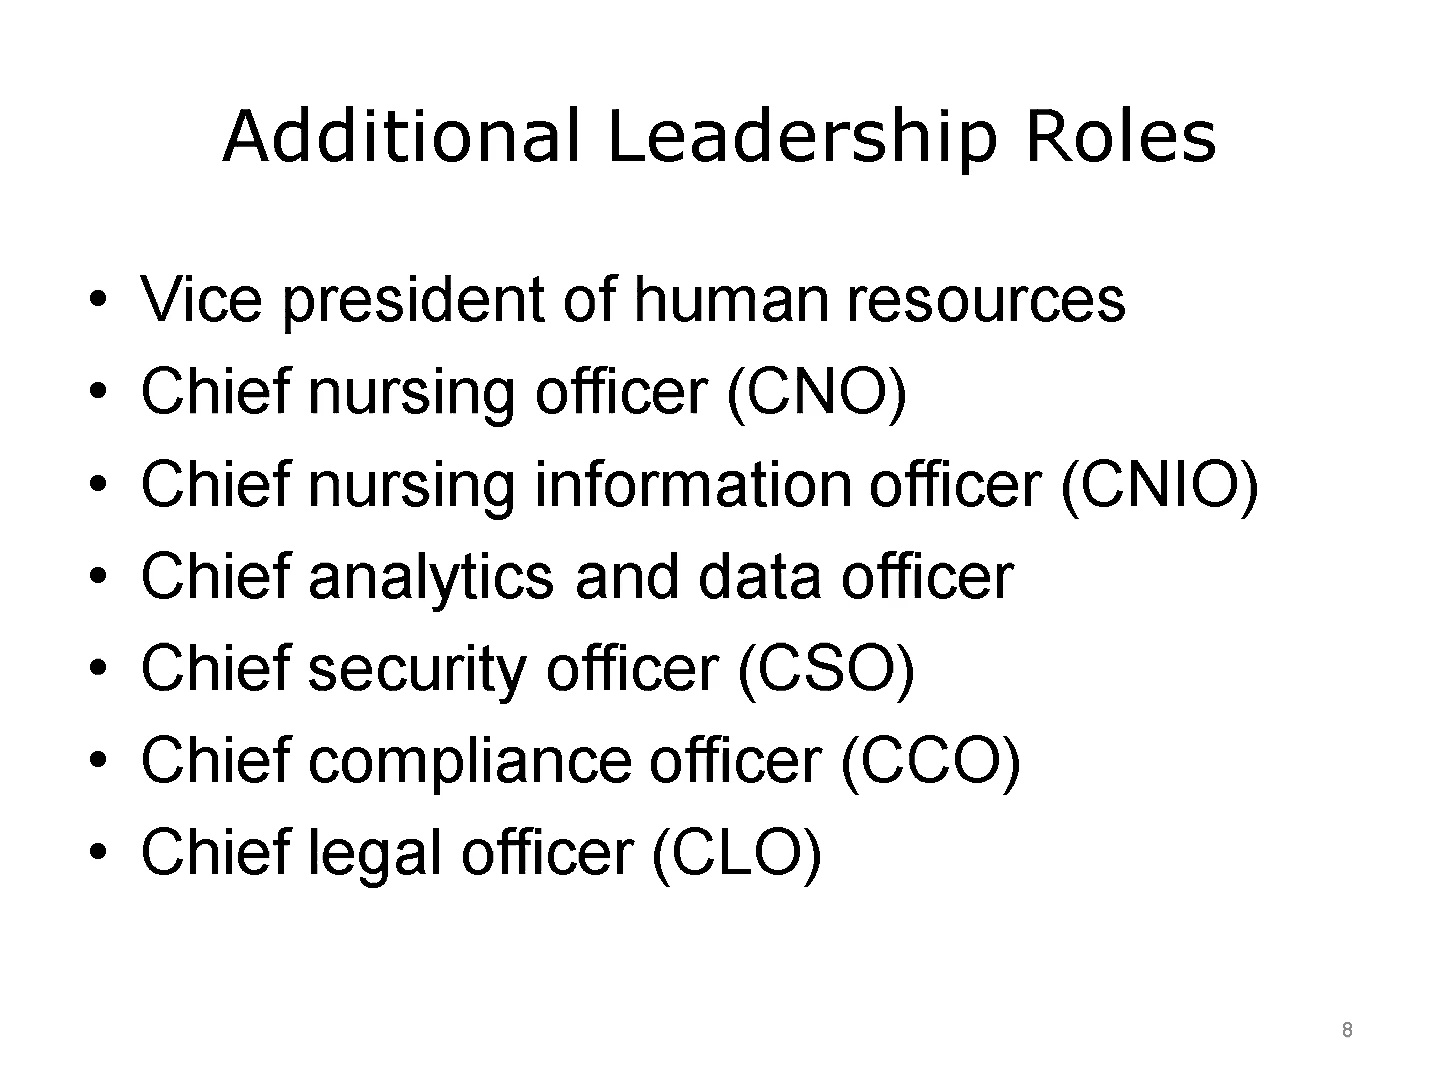 Additional Leadership Roles
• Vice president of human resources
• Chief nursing officer (CNO)
• Chief nursing information officer (CNIO)
• Chief analytics and data officer
• Chief security officer (CSO)
• Chief compliance officer (CCO)
• Chief legal officer (CLO)
8